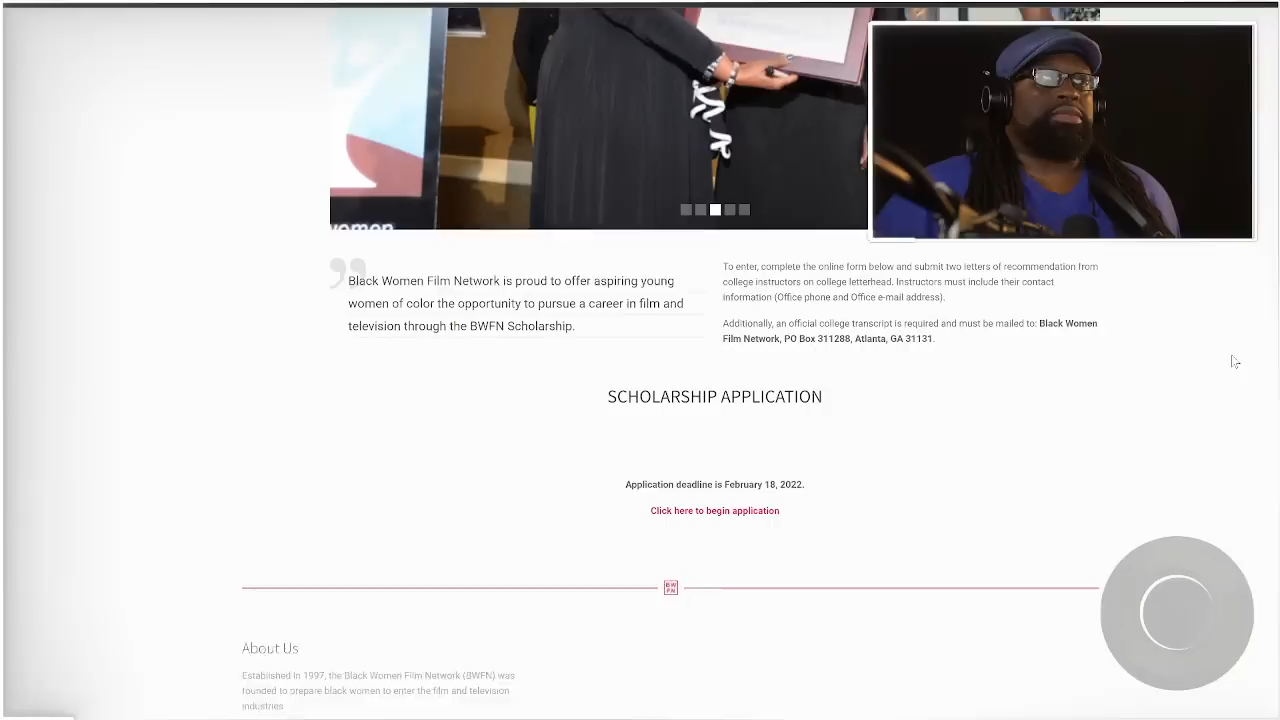 women
Black Women Film Network is proud to offer aspiring young
women of color the opportunity to pursue a career in film and
television through the BWFN Scholarship.
To enter, complete the online form below and submit two letters of recommendation from
college instructors on college letterhead. Instructors must include their contact
information (Office phone and Office e-mail address).
Additionally, an official college transcript is required and must be mailed to: Black Women
Film Network, PO Box 311288, Atlanta, GA 31131.
SCHOLARSHIP APPLICATION
Application deadline is February 18, 2022.
Click here to begin application
BW
FN
About Us
Established in 1997, the Black Women Film Network (BWFN) was
founded to prepare black women to enter the film and television
industries